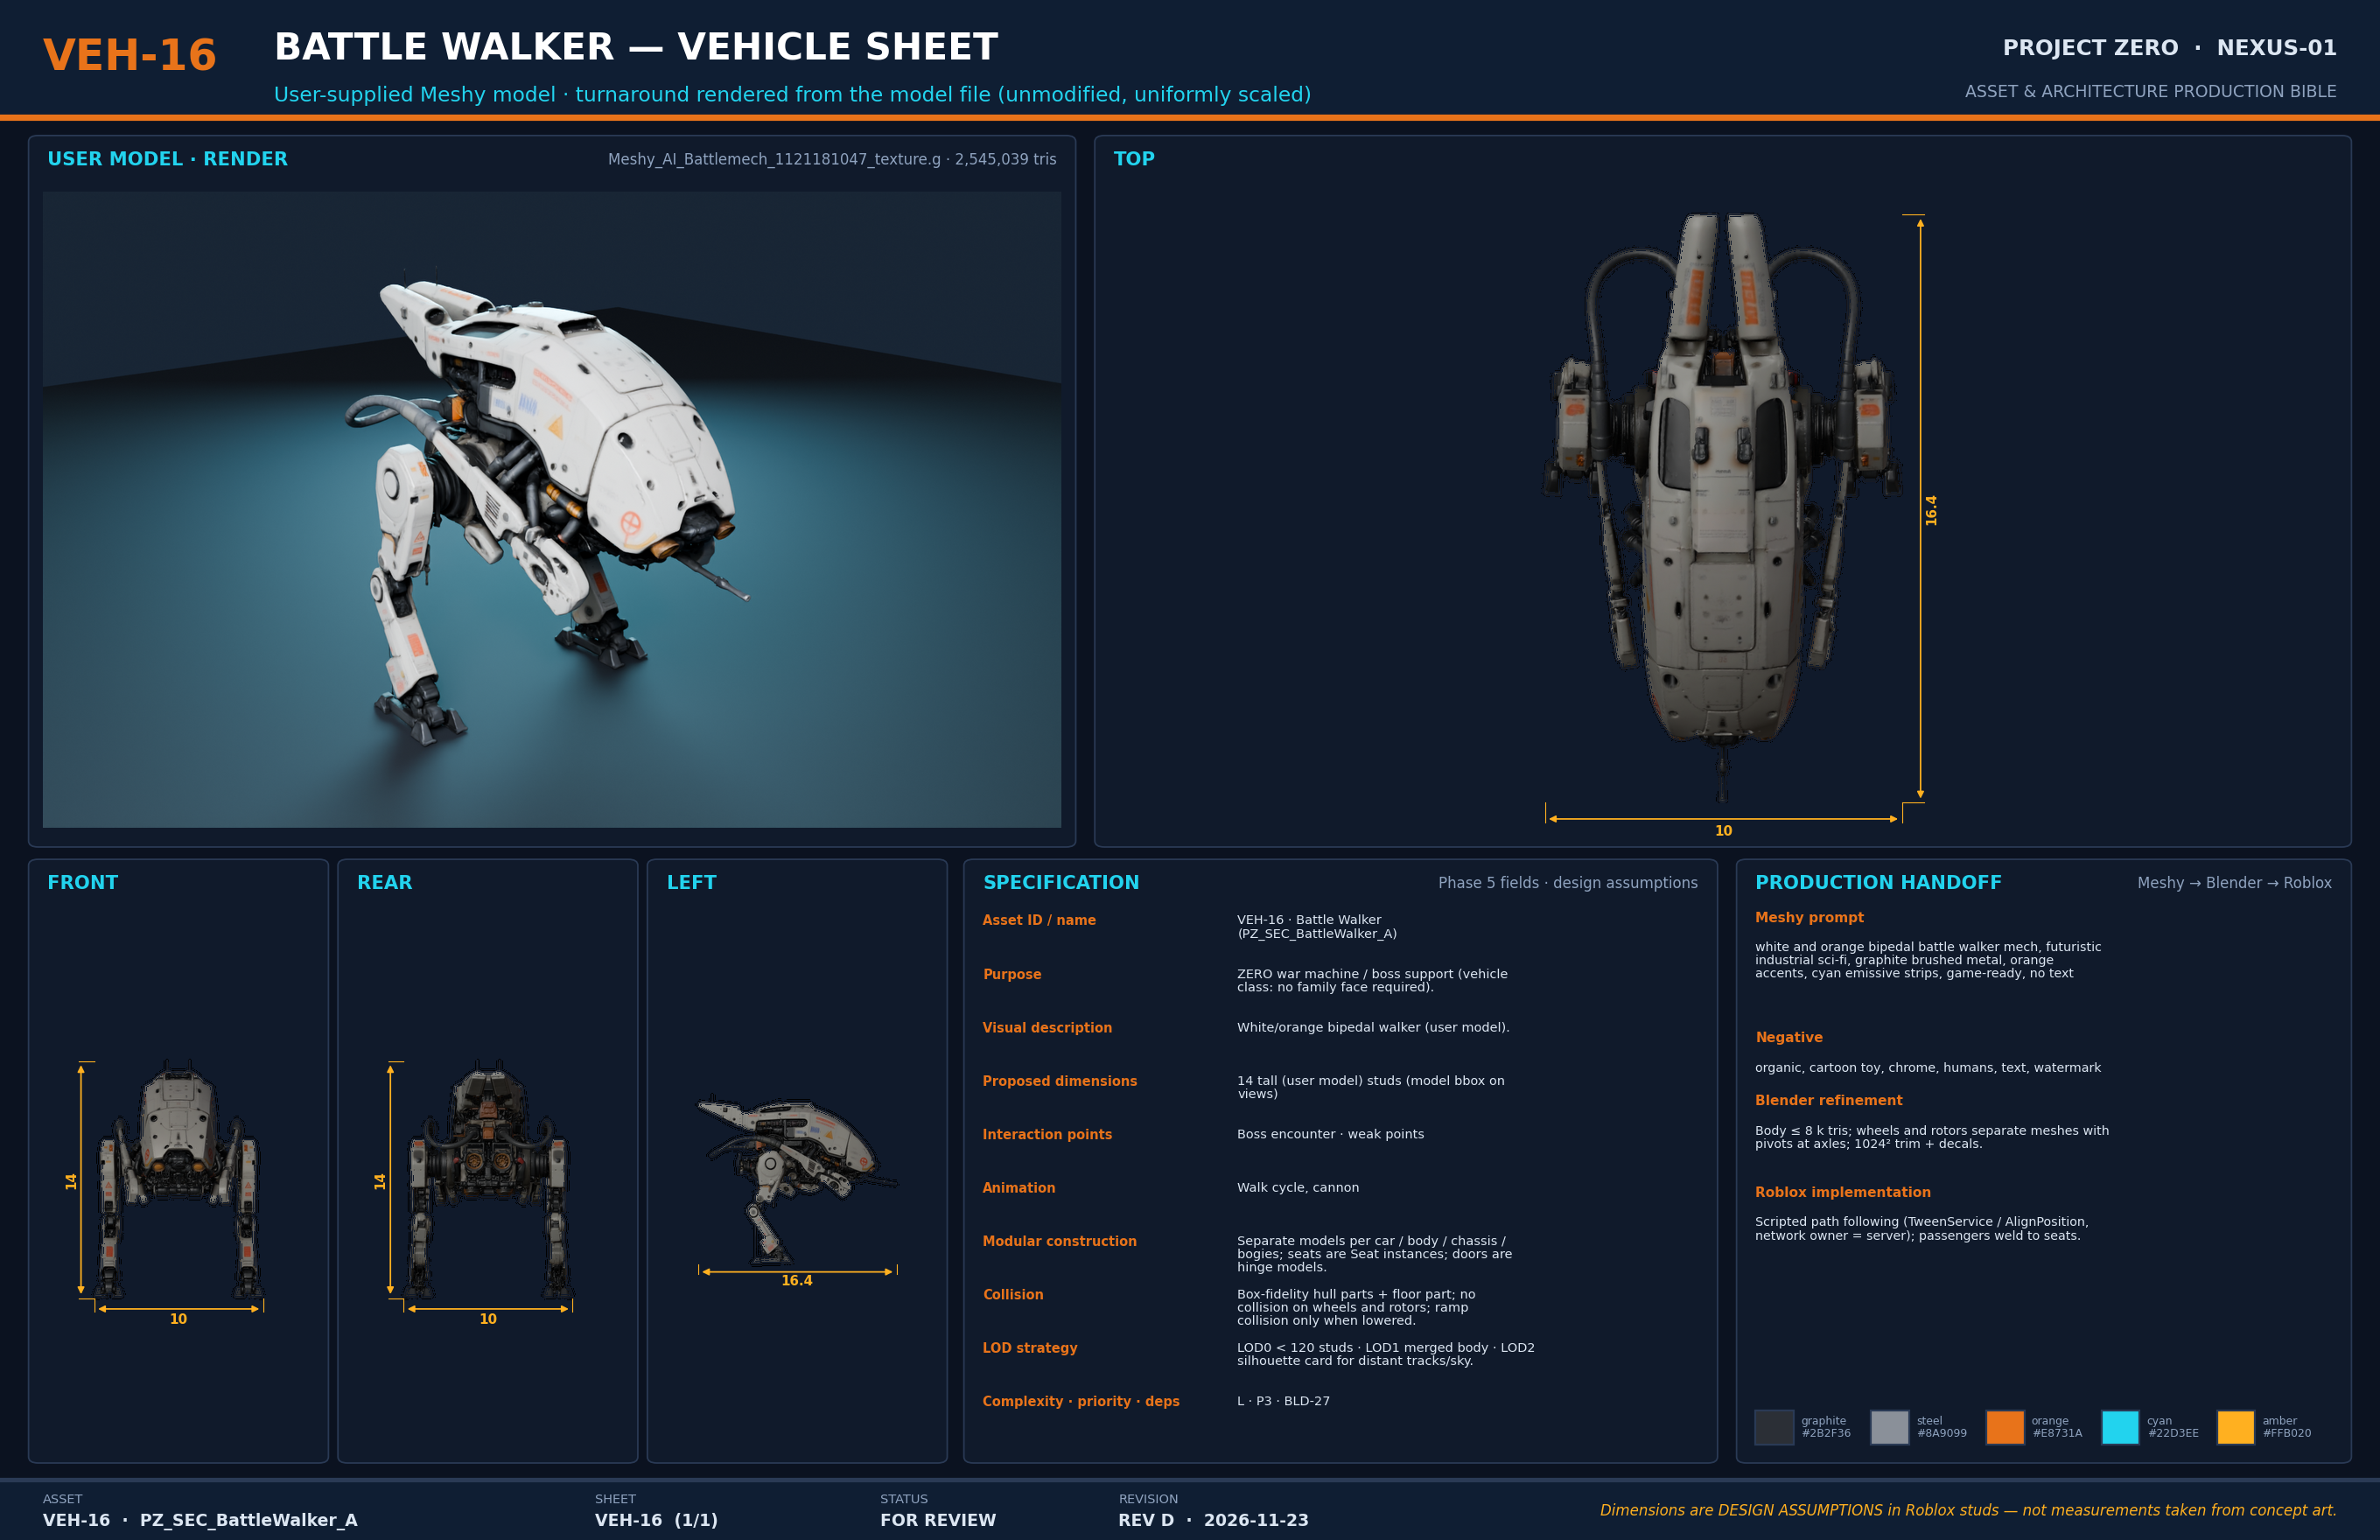 VEH-16
BATTLE WALKER — VEHICLE SHEET
User-supplied Meshy model · turnaround rendered from the model file (unmodified, uniformly scaled)
PROJECT ZERO · NEXUS-01
ASSET & ARCHITECTURE PRODUCTION BIBLE
USER MODEL · RENDER
Meshy_AI_Battlemech_1121181047_texture.g · 2,545,039 tris
TOP
16.4
10
FRONT
14
10
REAR
14
10
LEFT
16.4
SPECIFICATION
Phase 5 fields · design assumptions
Asset ID / name
VEH-16 · Battle Walker
(PZ_SEC_BattleWalker_A)
Purpose
ZERO war machine / boss support (vehicle
class: no family face required).
Visual description
White/orange bipedal walker (user model).
Proposed dimensions
14 tall (user model) studs (model bbox on
views)
Interaction points
Boss encounter · weak points
Animation
Walk cycle, cannon
Modular construction
Separate models per car / body / chassis /
bogies; seats are Seat instances; doors are
hinge models.
Collision
Box-fidelity hull parts + floor part; no
collision on wheels and rotors; ramp
collision only when lowered.
LOD strategy
LOD0 < 120 studs · LOD1 merged body · LOD2
silhouette card for distant tracks/sky.
Complexity · priority · deps
L · P3 · BLD-27
PRODUCTION HANDOFF
Meshy → Blender → Roblox
Meshy prompt
white and orange bipedal battle walker mech, futuristic
industrial sci-fi, graphite brushed metal, orange
accents, cyan emissive strips, game-ready, no text
Negative
organic, cartoon toy, chrome, humans, text, watermark
Blender refinement
Body ≤ 8 k tris; wheels and rotors separate meshes with
pivots at axles; 1024² trim + decals.
Roblox implementation
Scripted path following (TweenService / AlignPosition,
network owner = server); passengers weld to seats.
graphite
#2B2F36
steel
#8A9099
orange
#E8731A
cyan
#22D3EE
amber
#FFB020
ASSET
VEH-16 · PZ_SEC_BattleWalker_A
SHEET
VEH-16 (1/1)
STATUS
FOR REVIEW
REVISION
REV D · 2026-11-23
Dimensions are DESIGN ASSUMPTIONS in Roblox studs — not measurements taken from concept art.